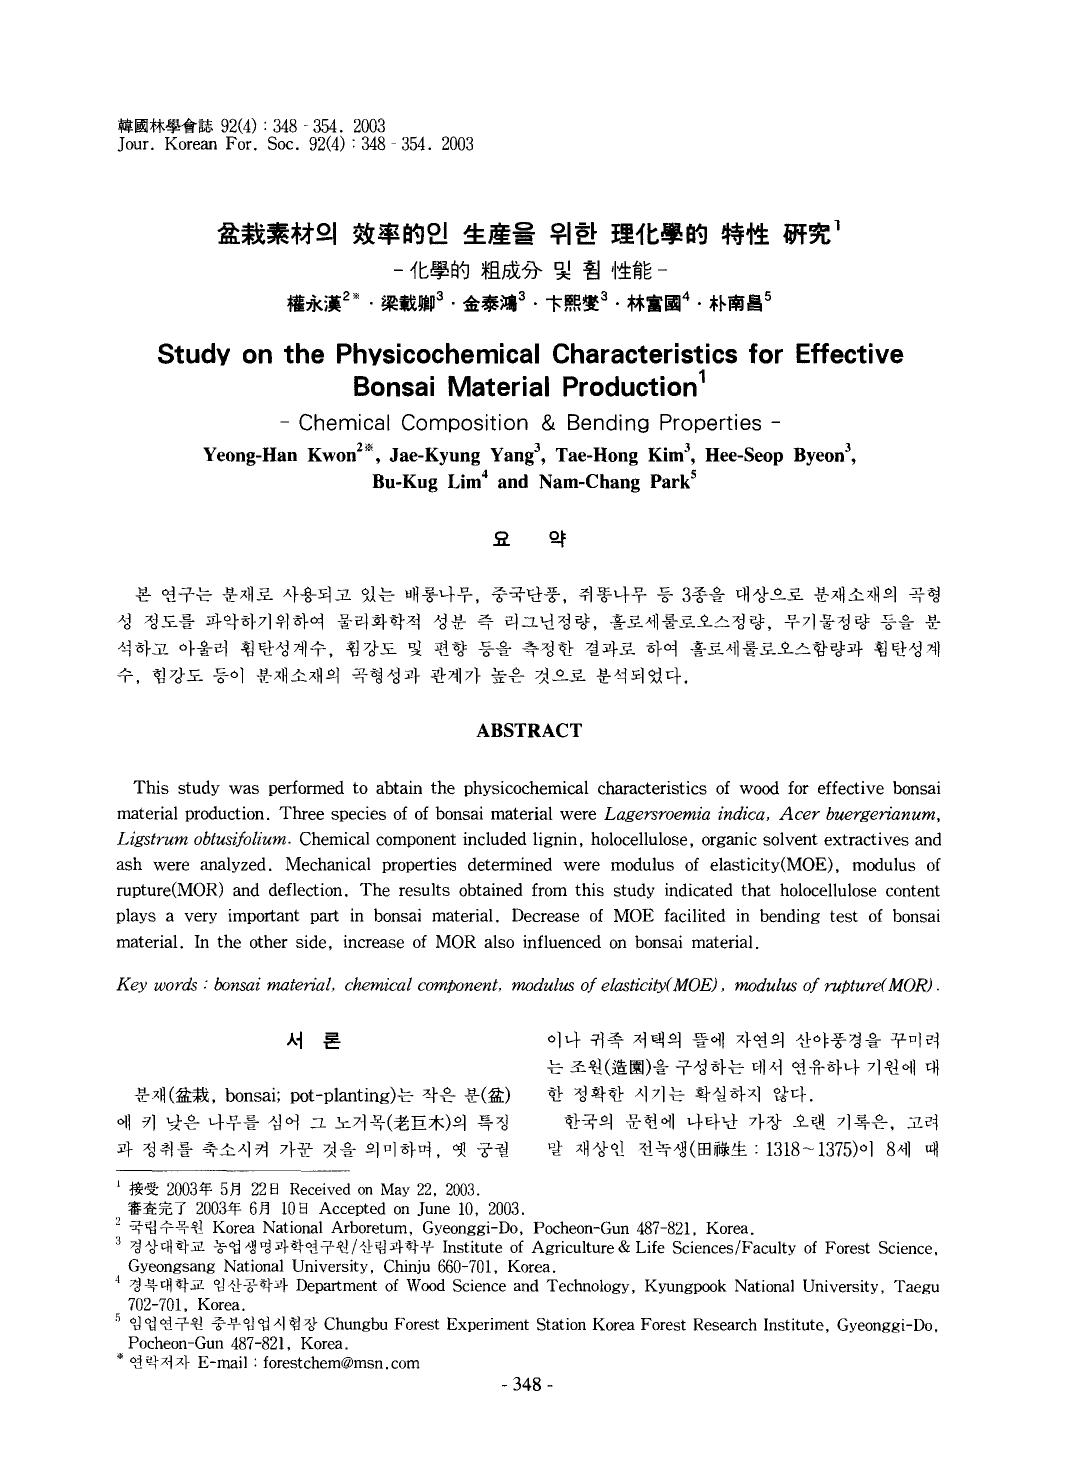 韓國林學會誌 92(4) : 348 - 354. 2003
Jour. Korean For. Soc. 92(4) : 348 - 354. 2003
盆栽素材의 效率的인 生産을 위한 理化學的 特性 硏究1
- 化學的 粗成分 및 휨 性能 -
權永漢2※ · 梁載卿3 · 金泰鴻3 · 卞熙燮3 · 林富國4 · 朴南昌5
Study on the Physicochemical Characteristics for Effective
Bonsai Material Production1
- Chemical Composition & Bending Properties -
Yeong-Han Kwon2※, Jae-Kyung Yang3, Tae-Hong Kim3, Hee-Seop Byeon3,
Bu-Kug Lim4 and Nam-Chang Park5
요 약
본 연구는 분재로 사용되고 있는 배롱나무, 중국단풍, 쥐똥나무 등 3종을 대상으로 분재소재의 곡형
성 정도를 파악하기위하여 물리화학적 성분 즉 리그닌정량, 홀로세룰로오스정량, 무기물정량 등을 분
석하고 아울러 휨탄성계수, 휨강도 및 편향 등을 측정한 결과로 하여 홀로세룰로오스함량과 휨탄성계
수, 휨강도 등이 분재소재의 곡형성과 관계가 높은 것으로 분석되었다.
ABSTRACT
This study was performed to abtain the physicochemical characteristics of wood for effective bonsai
material production. Three species of of bonsai material were Lagersroemia indica, Acer buergerianum,
Ligstrum obtusifolium. Chemical component included lignin, holocellulose, organic solvent extractives and
ash were analyzed. Mechanical properties determined were modulus of elasticity(MOE), modulus of
rupture(MOR) and deflection. The results obtained from this study indicated that holocellulose content
plays a very important part in bonsai material. Decrease of MOE facilited in bending test of bonsai
material. In the other side, increase of MOR also influenced on bonsai material.
Key words : bonsai material, chemical component, modulus of elasticity(MOE), modulus of rupture(MOR).
서 론
분재(盆栽, bonsai; pot-planting)는 작은 분(盆)
에 키 낮은 나무를 심어 그 노거목(老巨木)의 특징
과 정취를 축소시켜 가꾼 것을 의미하며, 옛 궁궐
이나 귀족 저택의 뜰에 자연의 산야풍경을 꾸미려
는 조원(造園)을 구성하는 데서 연유하나 기원에 대
한 정확한 시기는 확실하지 않다.
한국의 문헌에 나타난 가장 오랜 기록은, 고려
말 재상인 전녹생(田祿生 : 1318~1375)이 8세 때
1 接受 2003年 5月 22日 Received on May 22, 2003.
審査完了 2003年 6月 10日 Accepted on June 10, 2003.
2 국립수목원 Korea National Arboretum, Gyeonggi-Do, Pocheon-Gun 487-821, Korea.
3 경상대학교 농업생명과학연구원/산림과학부 Institute of Agriculture & Life Sciences/Faculty of Forest Science,
Gyeongsang National University, Chinju 660-701, Korea.
4 경북대학교 임산공학과 Department of Wood Science and Technology, Kyungpook National University, Taegu
702-701, Korea.
5 임업연구원 중부임업시험장 Chungbu Forest Experiment Station Korea Forest Research Institute, Gyeonggi-Do,
Pocheon-Gun 487-821, Korea.
※ 연락저자 E-mail : forestchem@msn.com
- 348 -